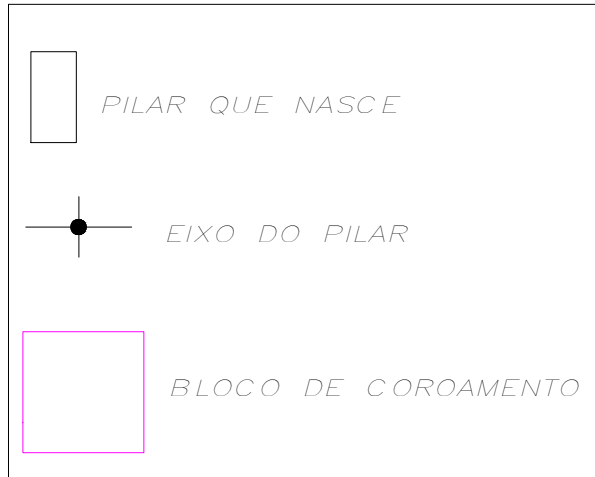 PILAR QUE NASCE
EIXO DO PILAR
BLOCO DE COROAMENTO